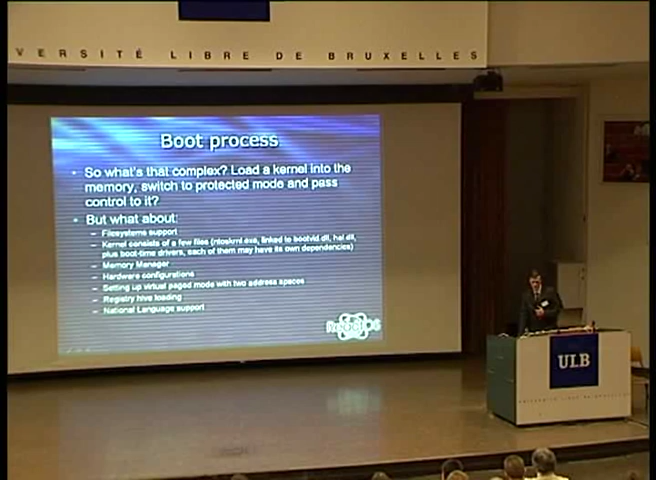 VERSITÉ LIBRE DE BRUXELLES
Boot process
So what's that complex? Load a kernel into the
memory, switch to protected mode and pass
control to it?
But what about:
– Filesystems support
– Kernel consists of a few files (ntoskrnl.exe, linked to bootvid.dll, hal.dll,
plus boot-time drivers, each of them may have its own dependencies)
– Memory Manager
– Hardware configurations
– Setting up virtual paged mode with two address spaces
– Registry hive loading
– National Language support
ReactOS
ULB